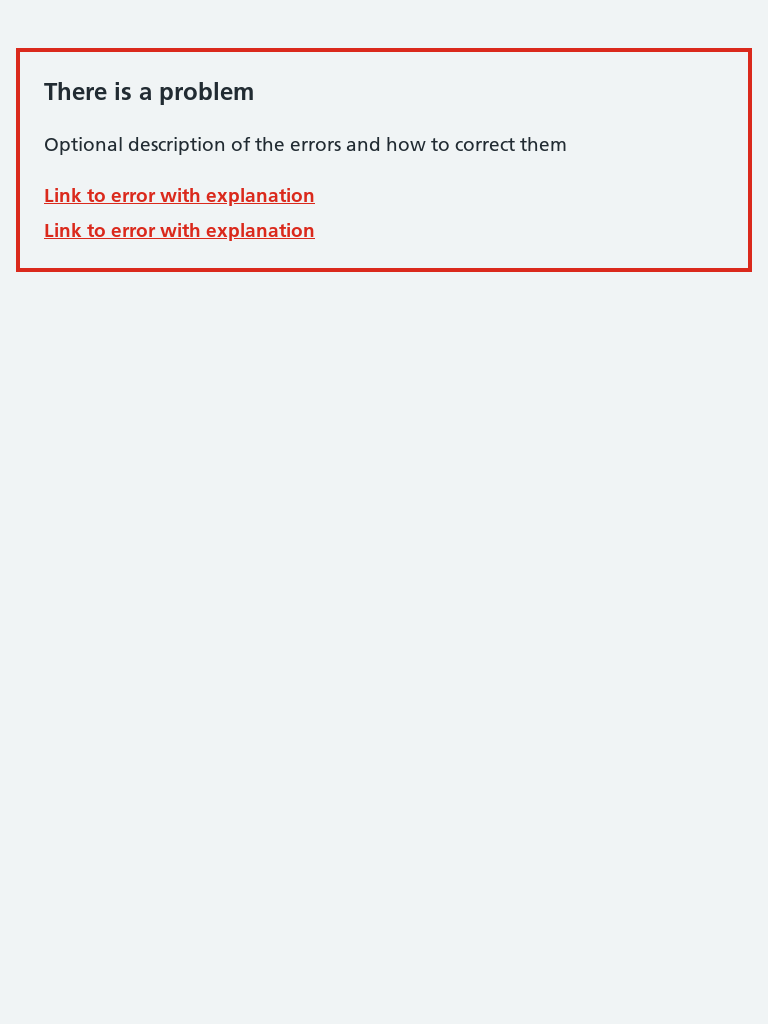 There is a problem
Optional description of the errors and how to correct them
Link to error with explanation
Link to error with explanation